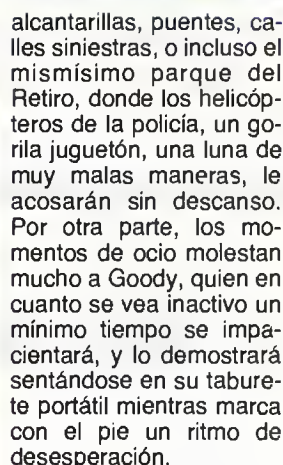 alcantarillas, puentes, ca-
lles siniestras, o incluso el
mismísimo parque del
Retiro, donde los helicóp-
teros de la policía, un go-
rila juguetón, una luna de
muy malas maneras, le
acosarán sin descanso.
Por otra parte, los mo-
mentos de ocio molestan
mucho a Goody, quien en
cuanto se vea inactivo un
mínimo tiempo se impa-
cientará, y lo demostrará
sentándose en su tabure-
te portátil mientras marca
con el pie un ritmo de
desesperación.